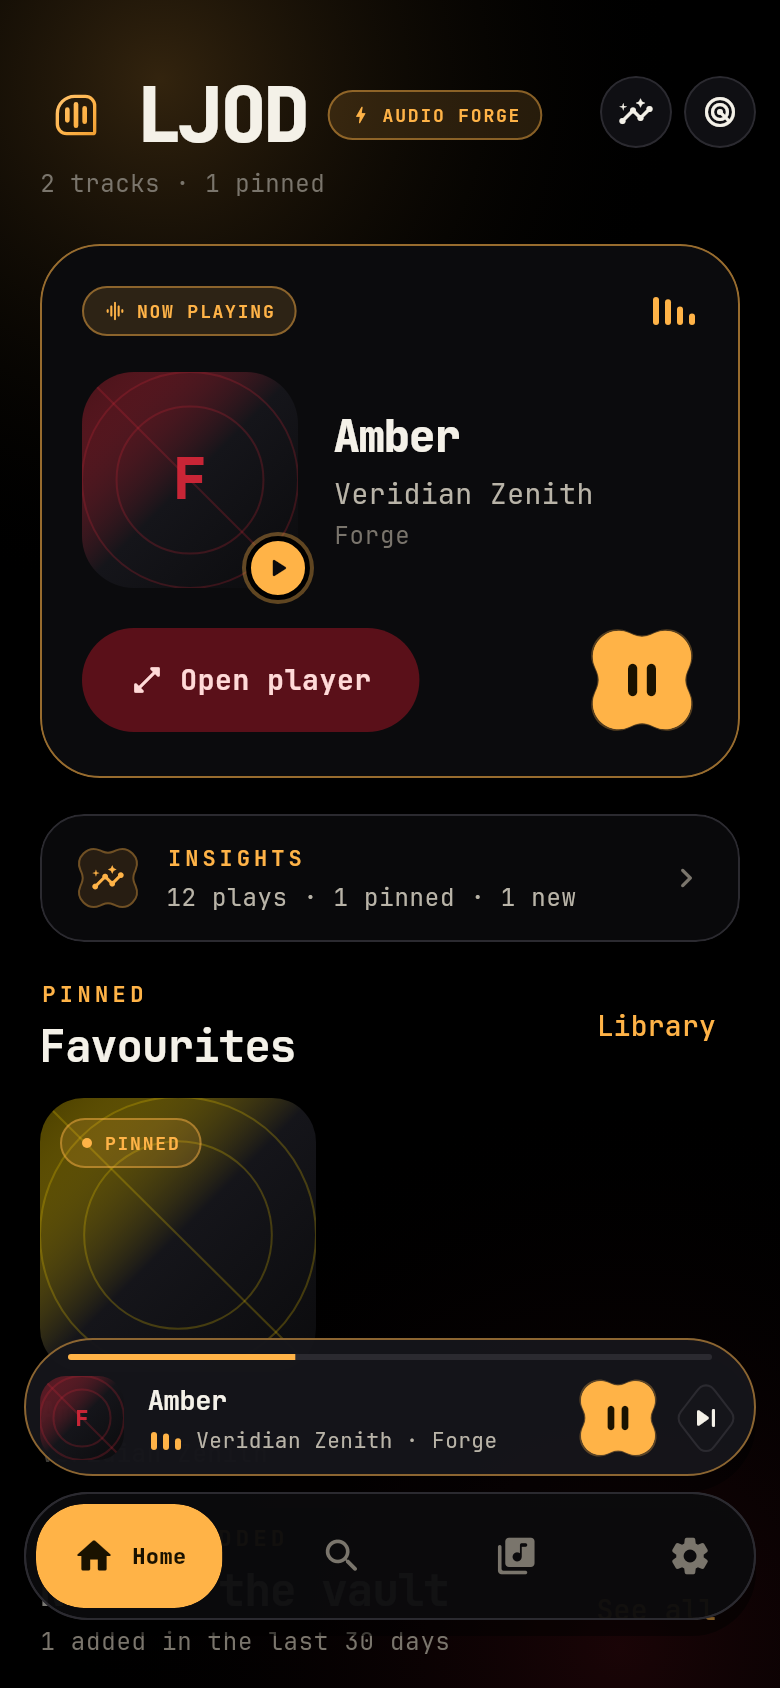 LJOD
AUDIO FORGE
2 tracks · 1 pinned
NOW PLAYING
F
Amber
Veridian Zenith
Forge
Open player
INSIGHTS
12 plays · 1 pinned · 1 new
PINNED
Favourites
Library
PINNED
F
Amber
Veridian Zenith · Forge
Home
the vault
See all
1 added in the last 30 days